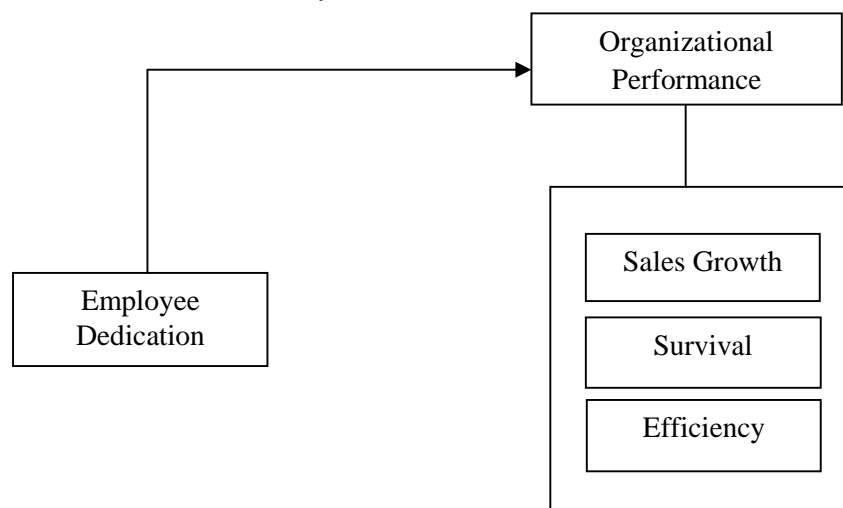 Organizational
Performance
Sales Growth
Employee
Dedication
Survival
Efficiency